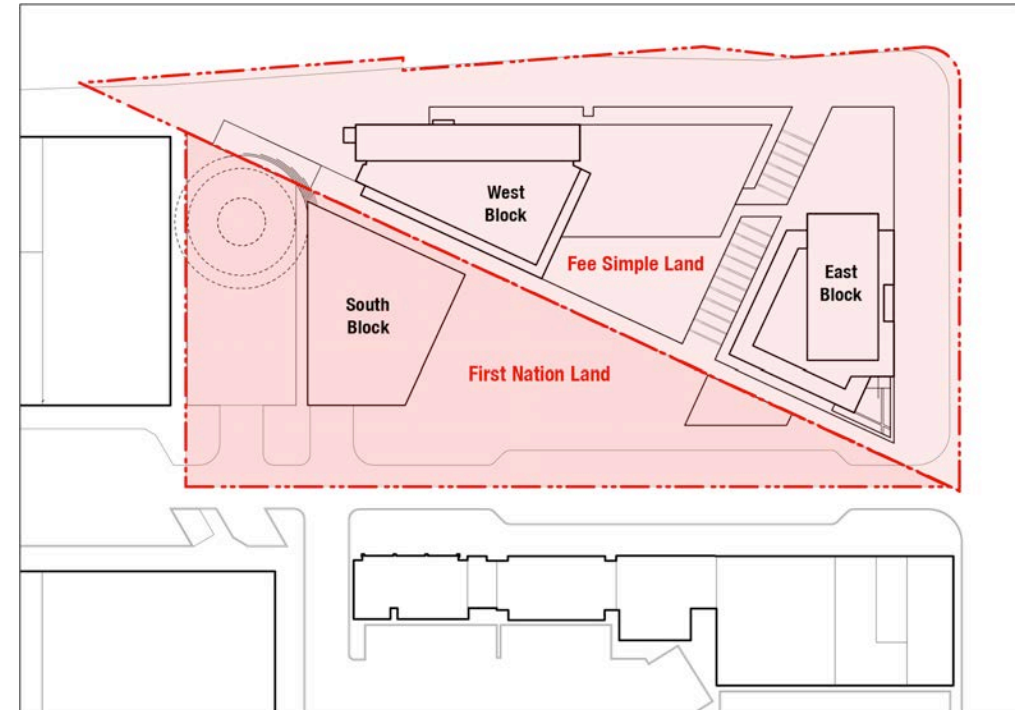 West
Block
Fee Simple Land
East
Block
South
Block
First Nation Land